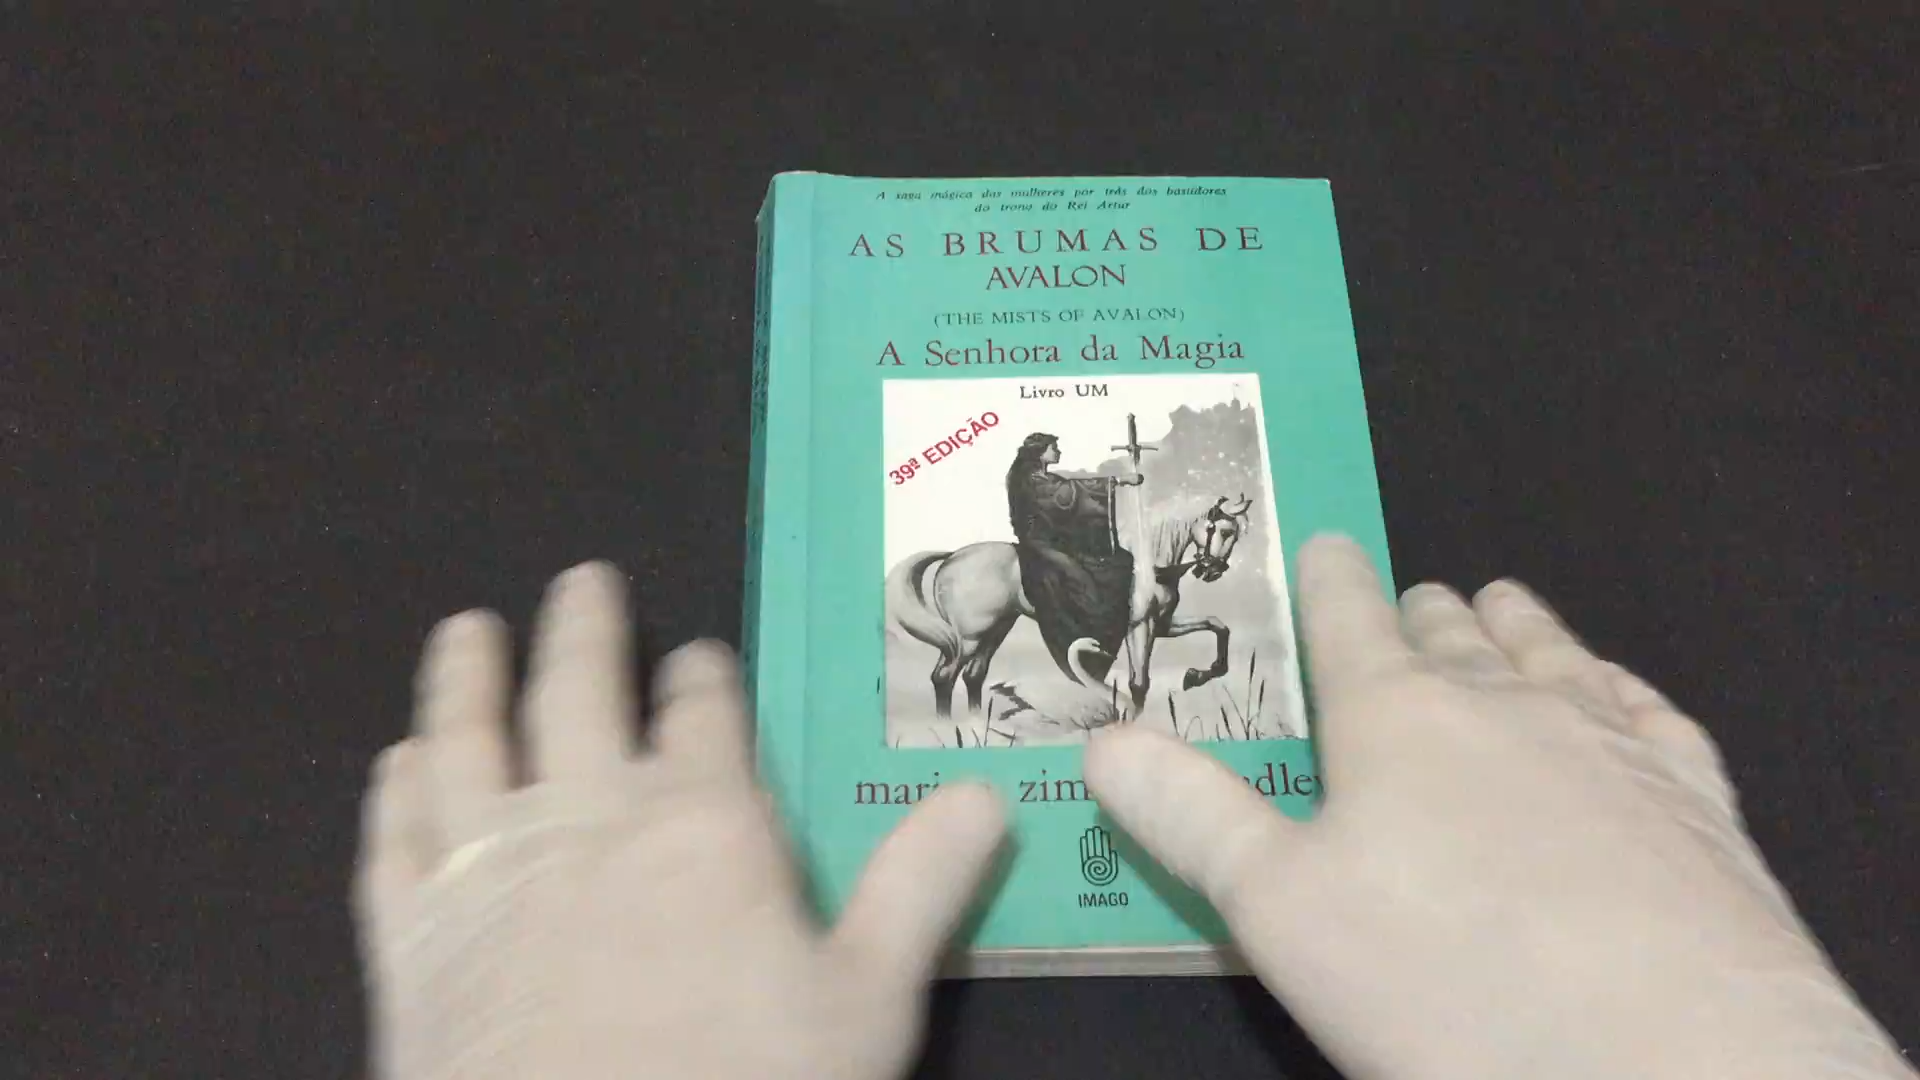 A saga mágica das mulheres por trás dos bastidores
do trono do Rei Artur
AS BRUMAS DE
AVALON
(THE MISTS OF AVALON)
A Senhora da Magia
Livro UM
39ª EDIÇÃO
IMAGO